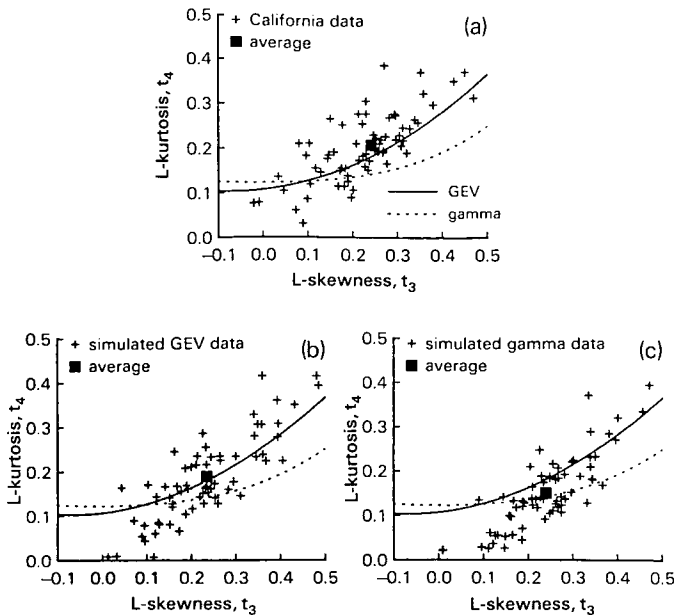 0.5
+ California data
(a)
■ average
0.4
0.3
0.2
0.1
0.0
L-kurtosis, t₄
GEV
gamma
−0.1 0.0 0.1 0.2 0.3 0.4 0.5
L-skewness, t₃
0.5
+ simulated GEV data
(b)
■ average
0.4
0.3
0.2
0.1
0.0
L-kurtosis, t₄
−0.1 0.0 0.1 0.2 0.3 0.4 0.5
L-skewness, t₃
0.5
+ simulated gamma data
(c)
■ average
0.4
0.3
0.2
0.1
0.0
L-kurtosis, t₄
−0.1 0.0 0.1 0.2 0.3 0.4 0.5
L-skewness, t₃